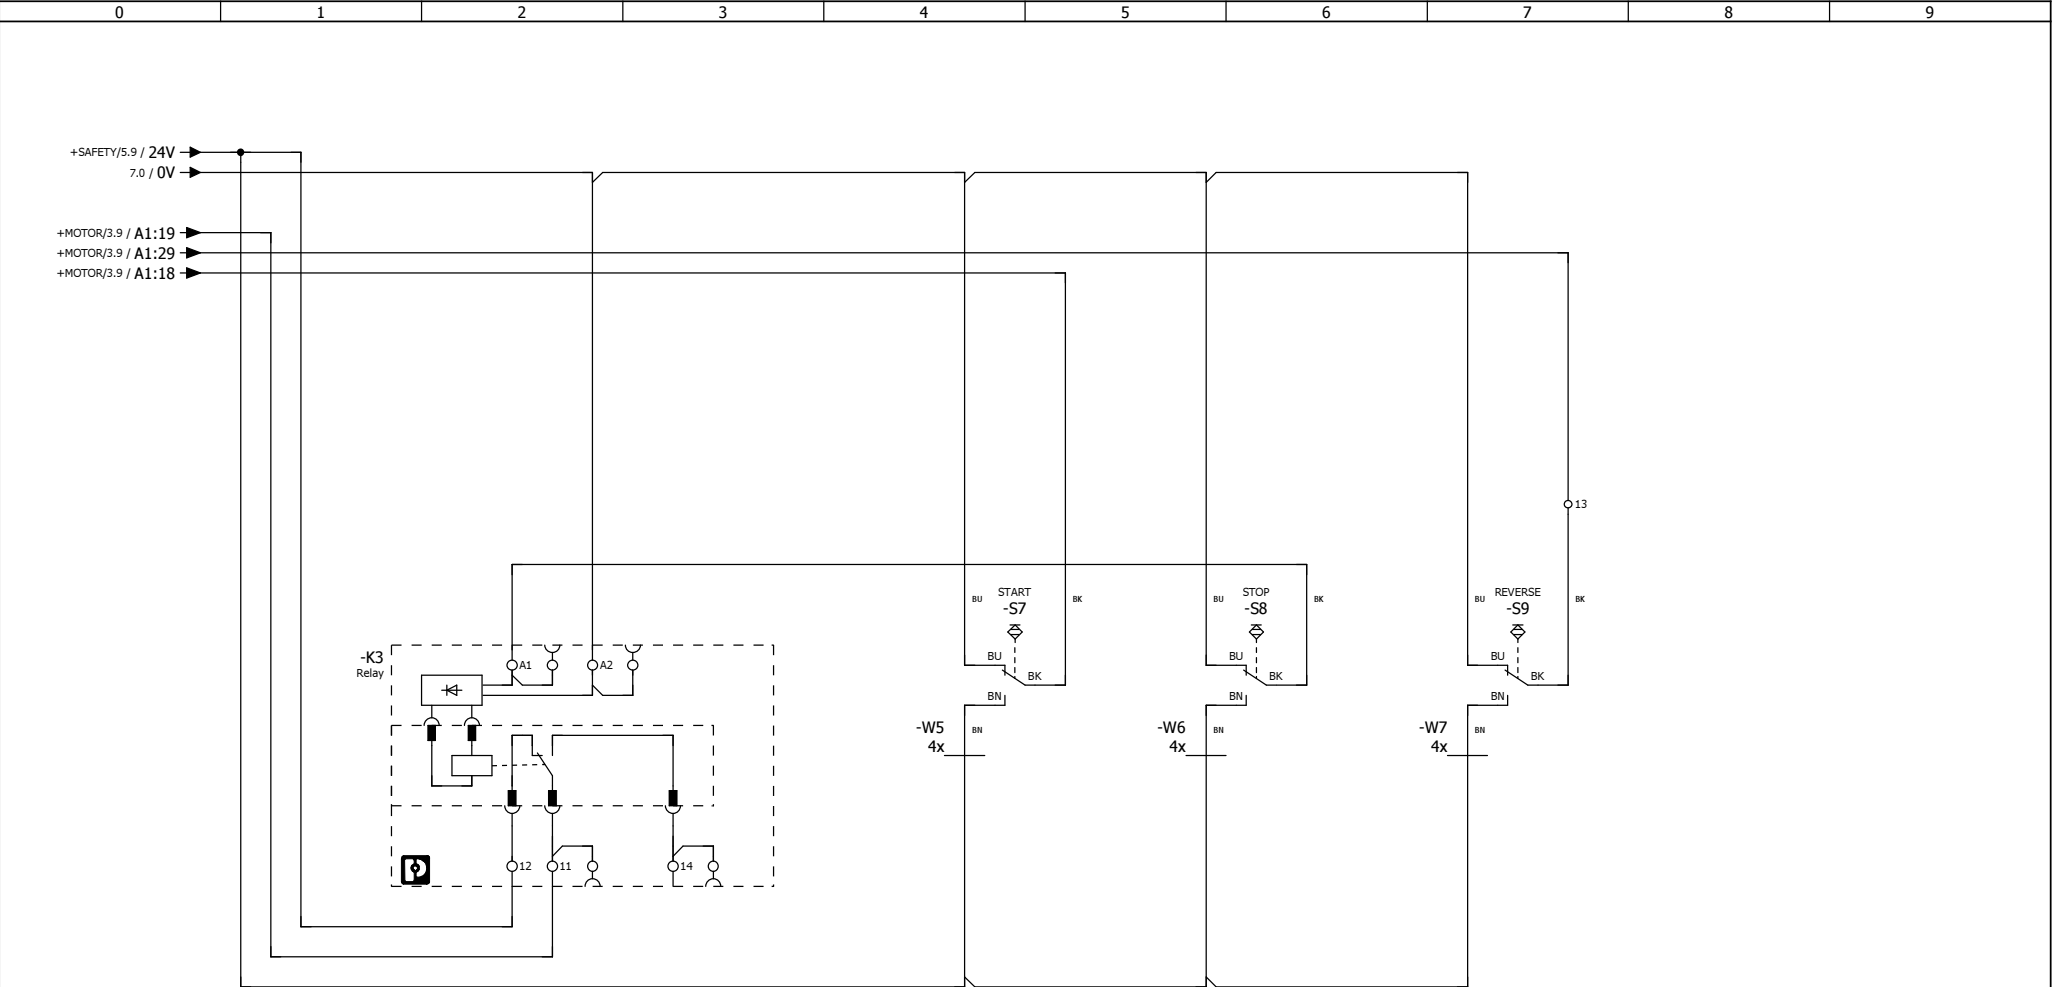 0 1 2 3 4 5 6 7 8 9
+SAFETY/5.9 / 24V
7.0 / 0V
+MOTOR/3.9 / A1:19
+MOTOR/3.9 / A1:29
+MOTOR/3.9 / A1:18
13
START
-S7
BU
BK
STOP
-S8
BU
BK
REVERSE
-S9
BU
BK
-K3
Relay
A1
A2
BU
BK
BN
BU
BK
BN
BU
BK
BN
-W5
4x
BN
-W6
4x
BN
-W7
4x
BN
12
11
14